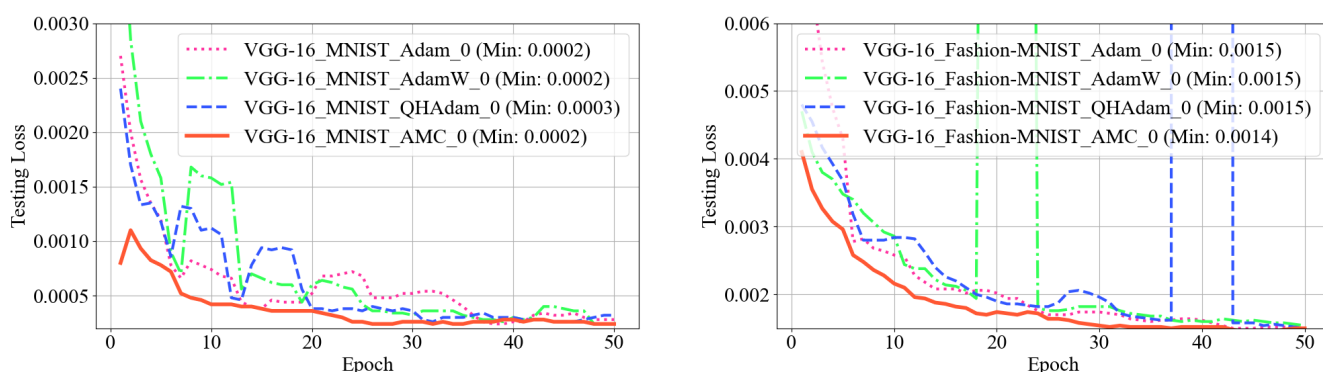 0.0030
0.0025
0.0020
0.0015
0.0010
0.0005
Testing Loss
VGG-16_MNIST_Adam_0 (Min: 0.0002)
VGG-16_MNIST_AdamW_0 (Min: 0.0002)
VGG-16_MNIST_QHAdam_0 (Min: 0.0003)
VGG-16_MNIST_AMC_0 (Min: 0.0002)
0 10 20 30 40 50
Epoch
0.006
0.005
0.004
0.003
0.002
Testing Loss
VGG-16_Fashion-MNIST_Adam_0 (Min: 0.0015)
VGG-16_Fashion-MNIST_AdamW_0 (Min: 0.0015)
VGG-16_Fashion-MNIST_QHAdam_0 (Min: 0.0015)
VGG-16_Fashion-MNIST_AMC_0 (Min: 0.0014)
0 10 20 30 40 50
Epoch